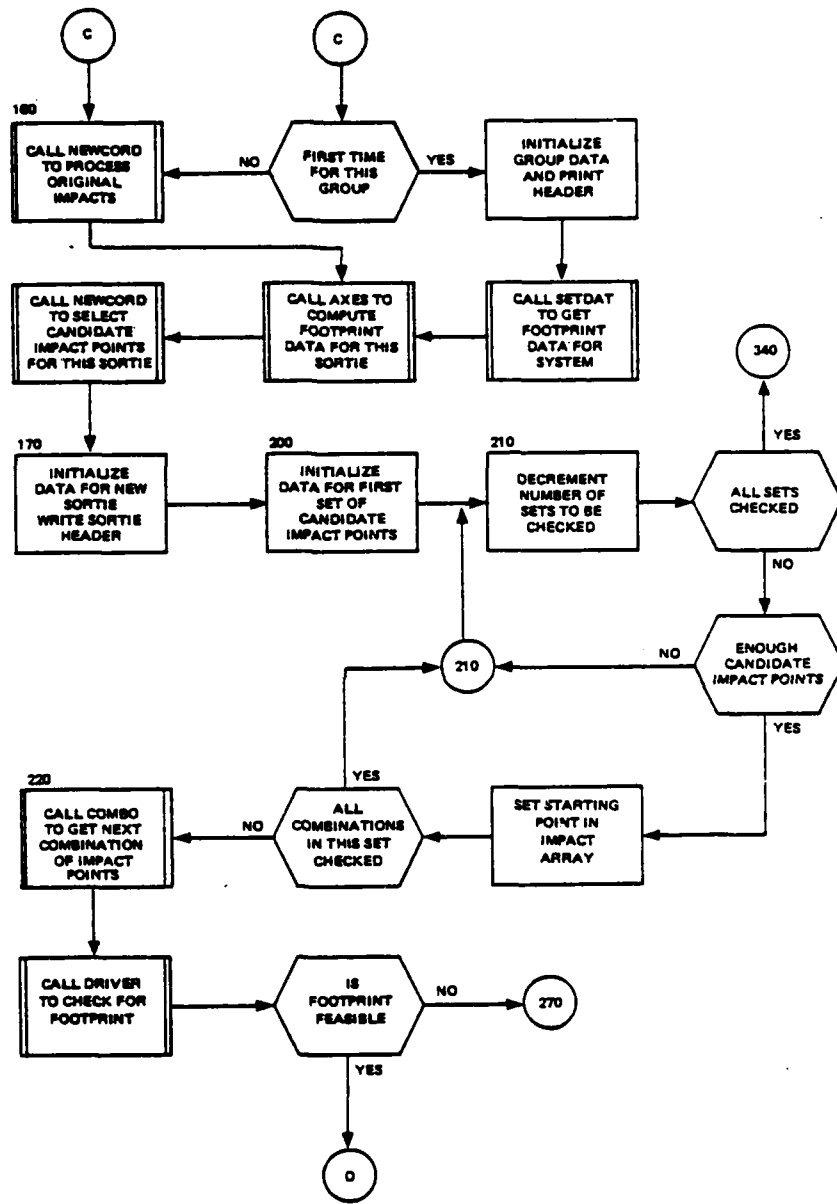 C
C
160
CALL NEWCORD
TO PROCESS
ORIGINAL
IMPACTS
NO
FIRST TIME
FOR THIS
GROUP
YES
INITIALIZE
GROUP DATA
AND PRINT
HEADER
CALL NEWCORD
TO SELECT
CANDIDATE
IMPACT POINTS
FOR THIS SORTIE
CALL AXES TO
COMPUTE
FOOTPRINT
DATA FOR THIS
SORTIE
CALL SETDAT
TO GET
FOOTPRINT
DATA FOR
SYSTEM
340
YES
170
INITIALIZE
DATA FOR NEW
SORTIE
WRITE SORTIE
HEADER
200
INITIALIZE
DATA FOR FIRST
SET OF
CANDIDATE
IMPACT POINTS
210
DECREMENT
NUMBER OF
SETS TO BE
CHECKED
ALL SETS
CHECKED
NO
210
NO
ENOUGH
CANDIDATE
IMPACT POINTS
YES
YES
220
CALL COMBO
TO GET NEXT
COMBINATION
OF IMPACT
POINTS
NO
ALL
COMBINATIONS
IN THIS SET
CHECKED
SET STARTING
POINT IN
IMPACT
ARRAY
CALL DRIVER
TO CHECK FOR
FOOTPRINT
IS
FOOTPRINT
FEASIBLE
NO
270
YES
D